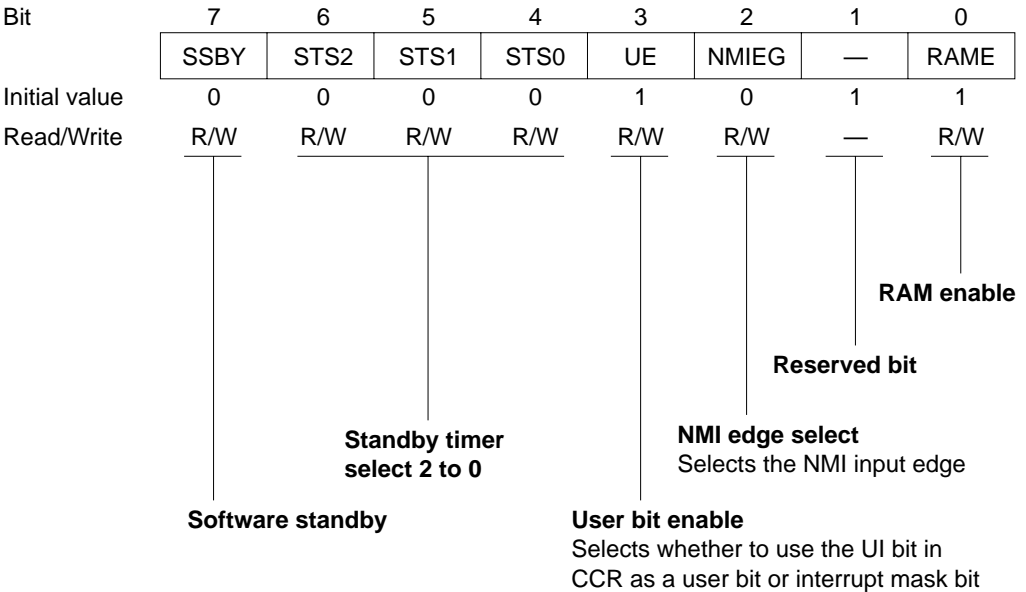 Bit 7 6 5 4 3 2 1 0
SSBY STS2 STS1 STS0 UE NMIEG — RAME
Initial value 0 0 0 0 1 0 1 1
Read/Write R/W R/W R/W R/W R/W R/W — R/W
RAM enable
Reserved bit
Standby timer
select 2 to 0
NMI edge select
Selects the NMI input edge
Software standby
User bit enable
Selects whether to use the UI bit in
CCR as a user bit or interrupt mask bit